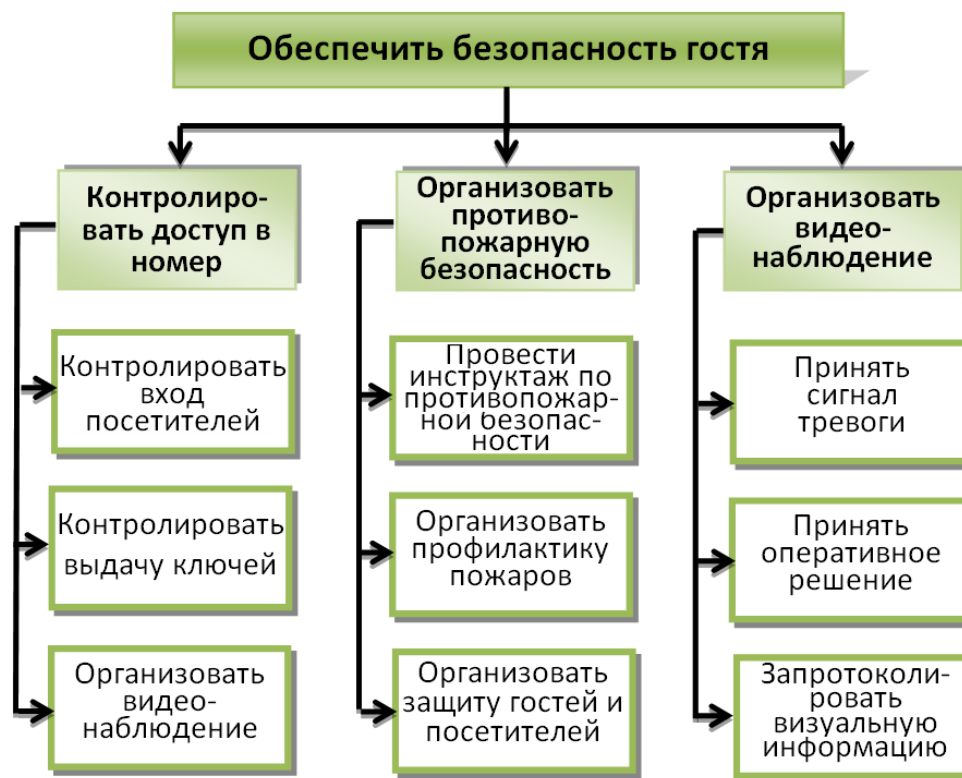 Обеспечить безопасность гостя
Контролиро-
вать доступ в
номер
Организовать
противо-
пожарную
безопасность
Организовать
видео-
наблюдение
Контролировать
вход
посетителей
Провести
инструктаж по
противопожар-
ной безопас-
ности
Принять
сигнал
тревоги
Контролировать
выдачу ключей
Организовать
профилактику
пожаров
Принять
оперативное
решение
Организовать
видео-
наблюдение
Организовать
защиту гостей и
посетителей
Запротоколи-
ровать
визуальную
информацию